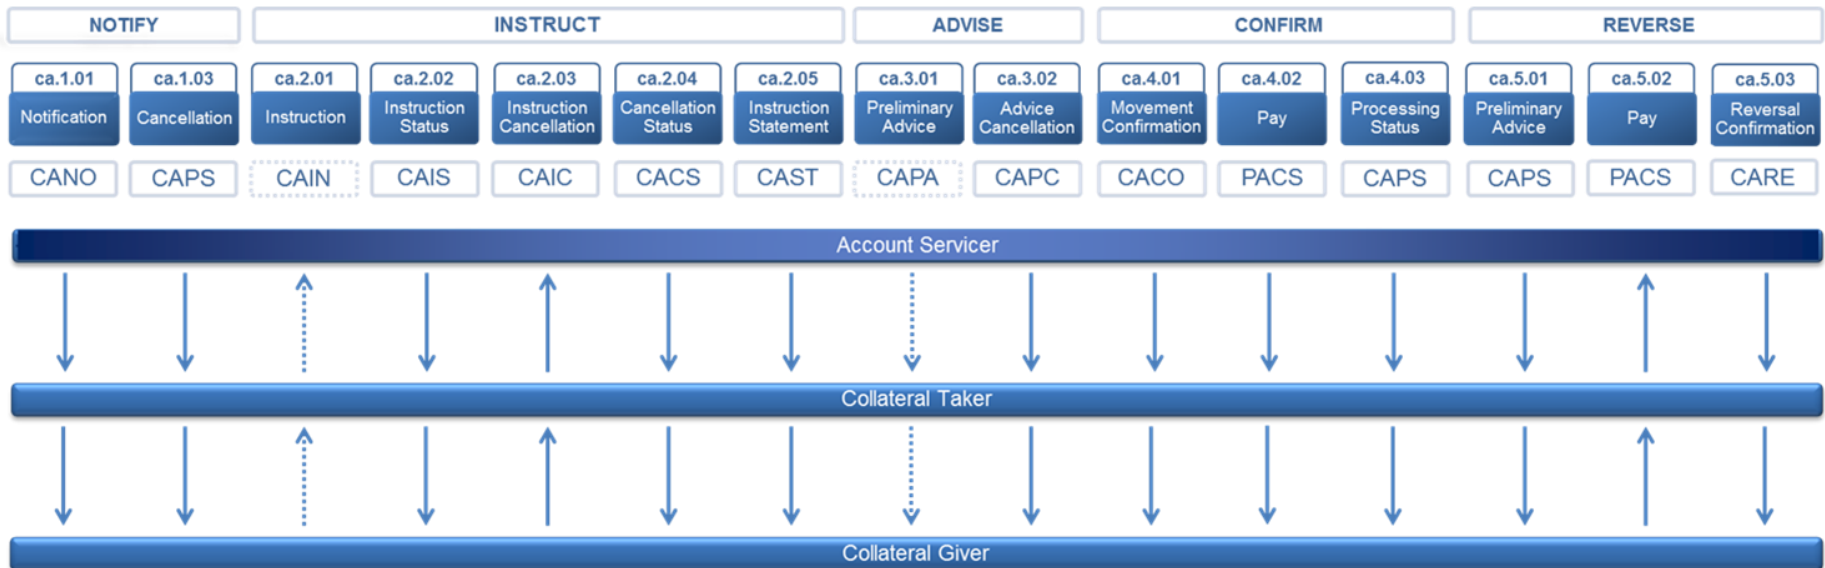 NOTIFY
INSTRUCT
ADVISE
CONFIRM
REVERSE
ca.1.01
ca.1.03
ca.2.01
ca.2.02
ca.2.03
ca.2.04
ca.2.05
ca.3.01
ca.3.02
ca.4.01
ca.4.02
ca.4.03
ca.5.01
ca.5.02
ca.5.03
Notification
Cancellation
Instruction
Instruction
Status
Instruction
Cancellation
Cancellation
Status
Instruction
Statement
Preliminary
Advice
Advice
Cancellation
Movement
Confirmation
Pay
Processing
Status
Preliminary
Advice
Pay
Reversal
Confirmation
CANO
CAPS
CAIN
CAIS
CAIC
CACS
CAST
CAPA
CAPC
CACO
PACS
CAPS
CAPS
PACS
CARE
Account Servicer
Collateral Taker
Collateral Giver